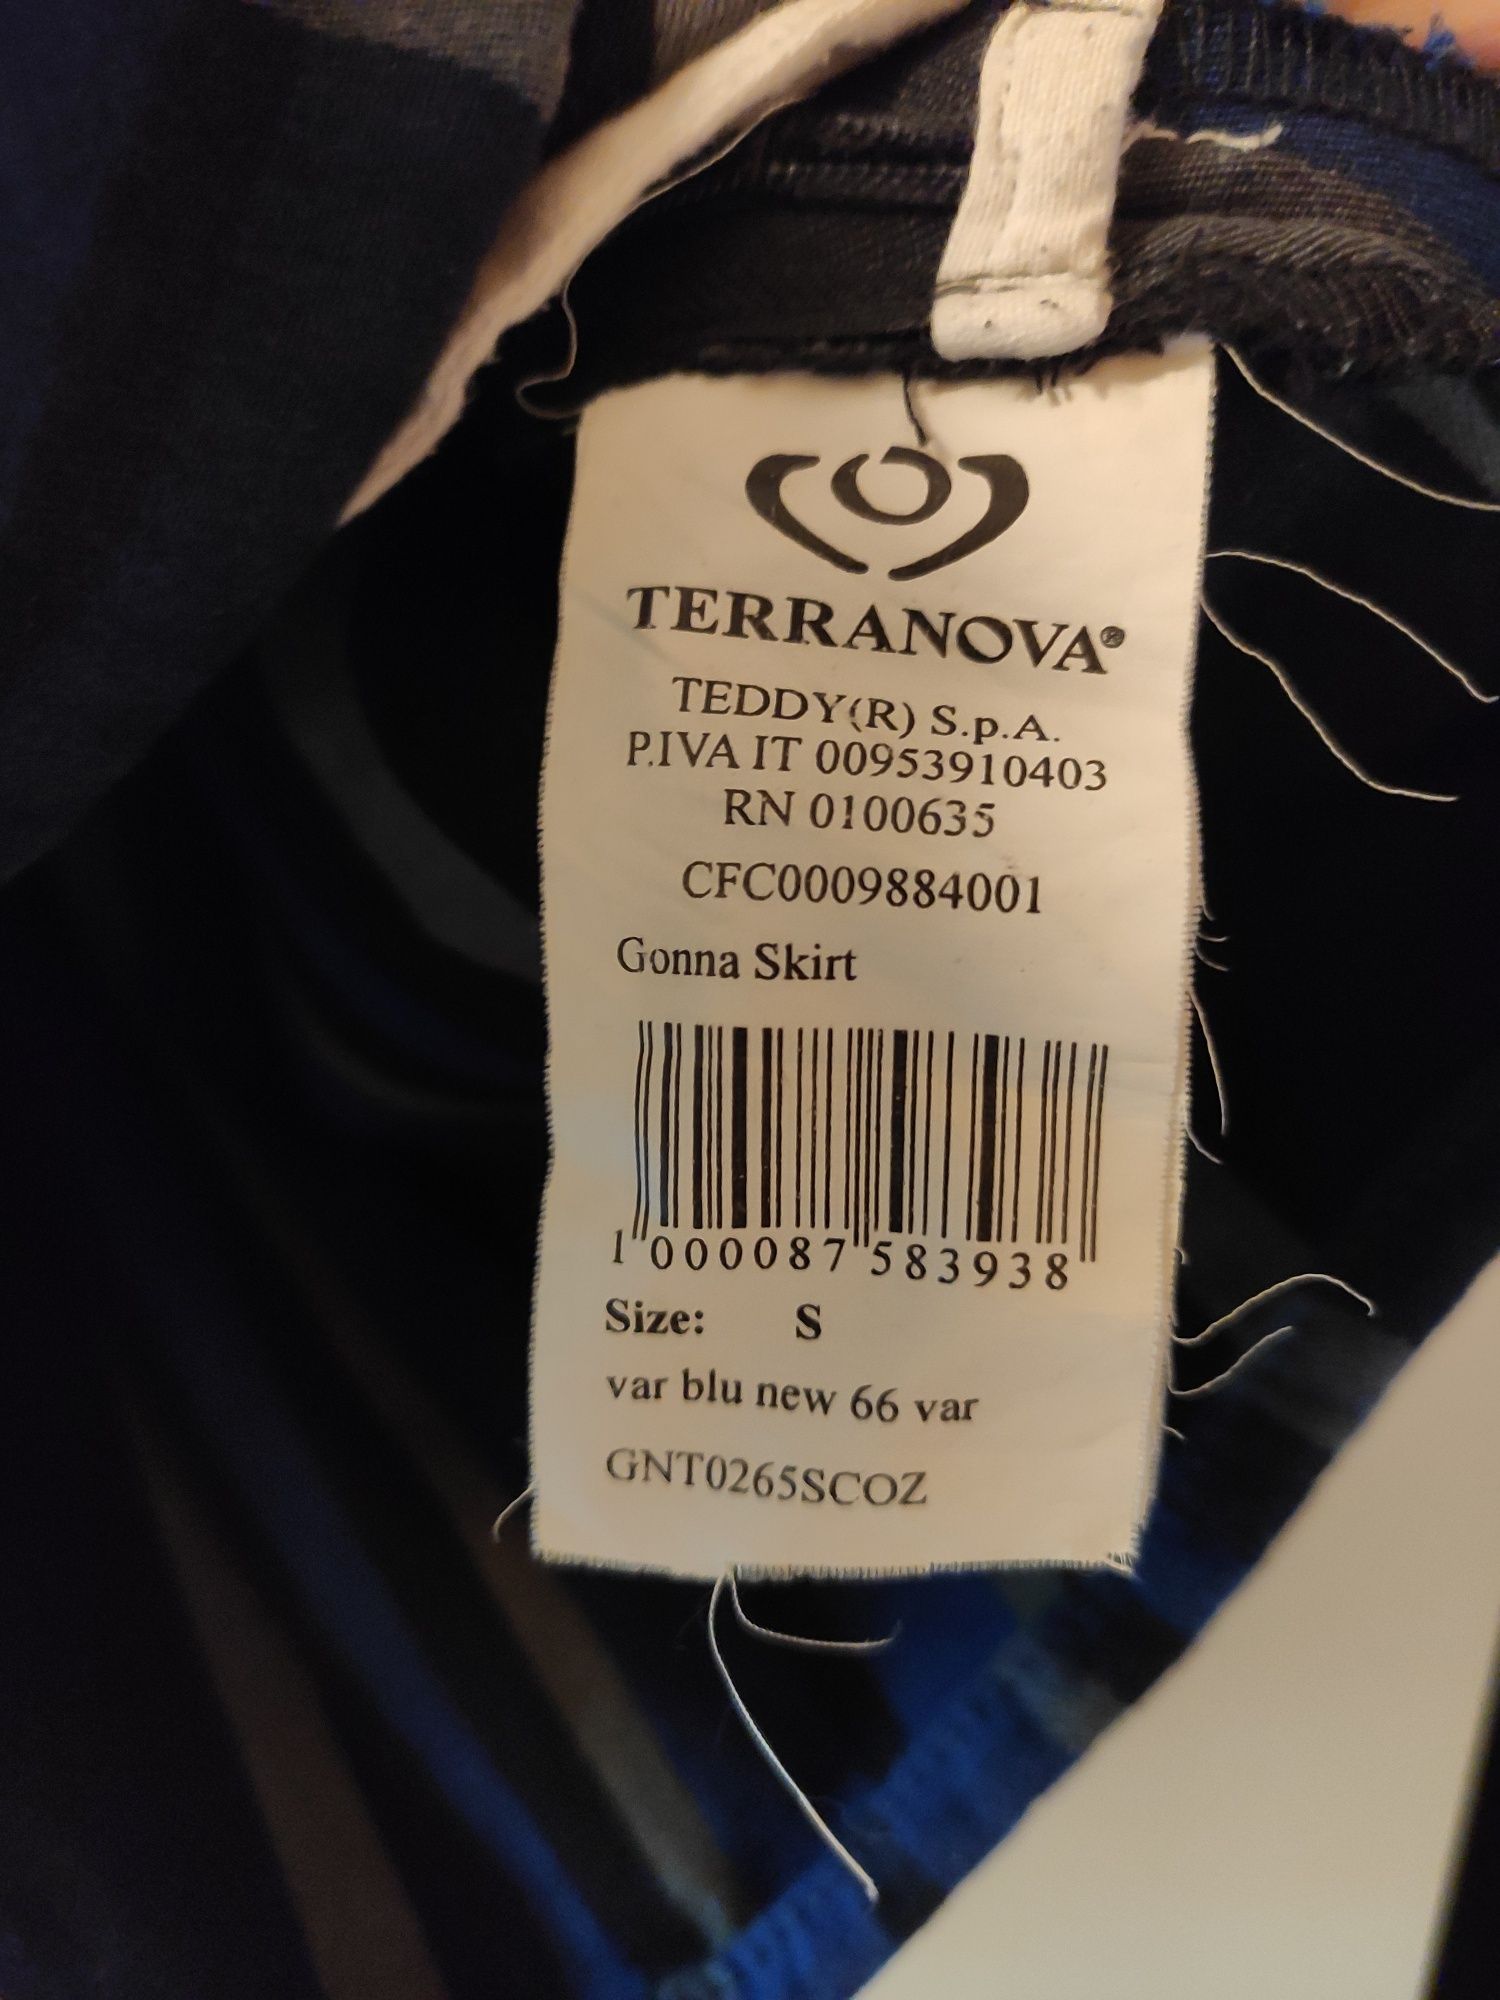 TERRANOVA®
TEDDY(R) S.p.A.
P.IVA IT 00953910403
RN 0100635
CFC0009884001
Gonna Skirt
1 000087 583938
Size: S
var blu new 66 var
GNT0265SCOZ